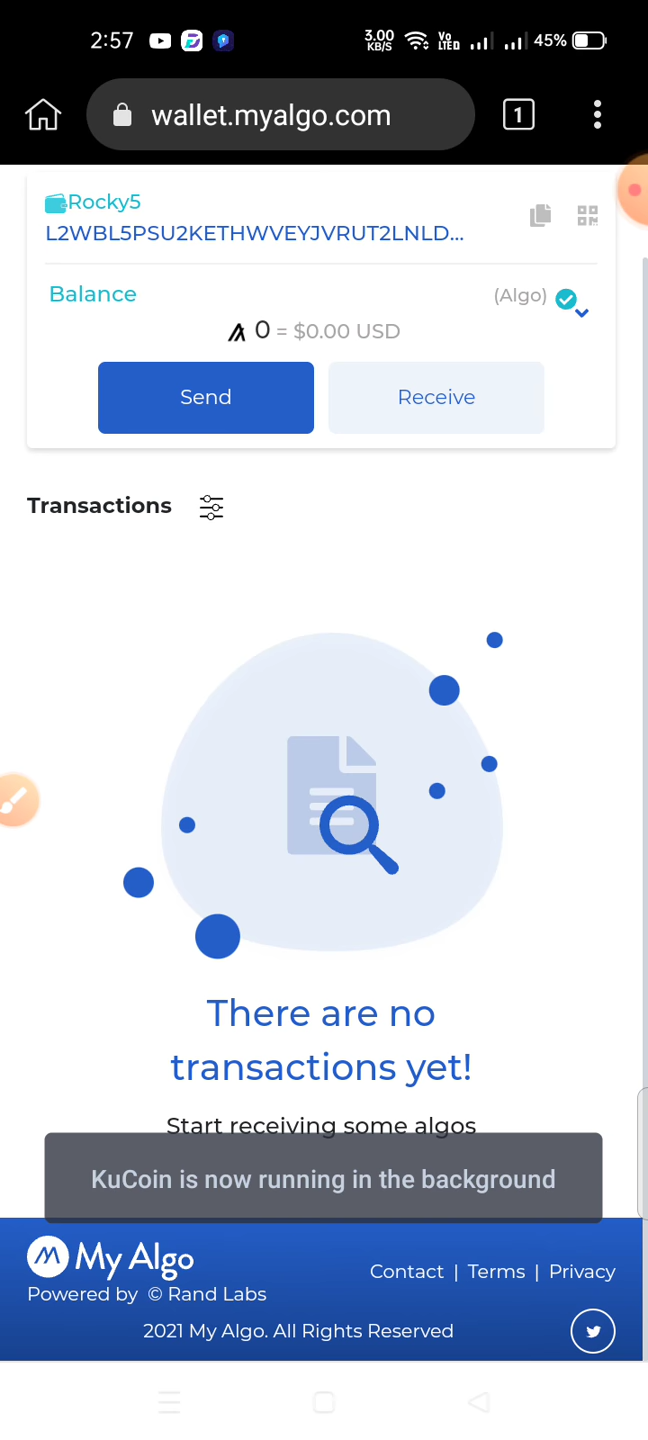 2:57 3.00 KB/S Vo LTED 45%
wallet.myalgo.com 1
Rocky5
L2WBL5PSU2KETHWVEYJVRUT2LNLD...
Balance (Algo)
0 = $0.00 USD
Send Receive
Transactions
There are no
transactions yet!
Start receiving some algos
KuCoin is now running in the background
My Algo
Contact | Terms | Privacy
Powered by © Rand Labs
2021 My Algo. All Rights Reserved